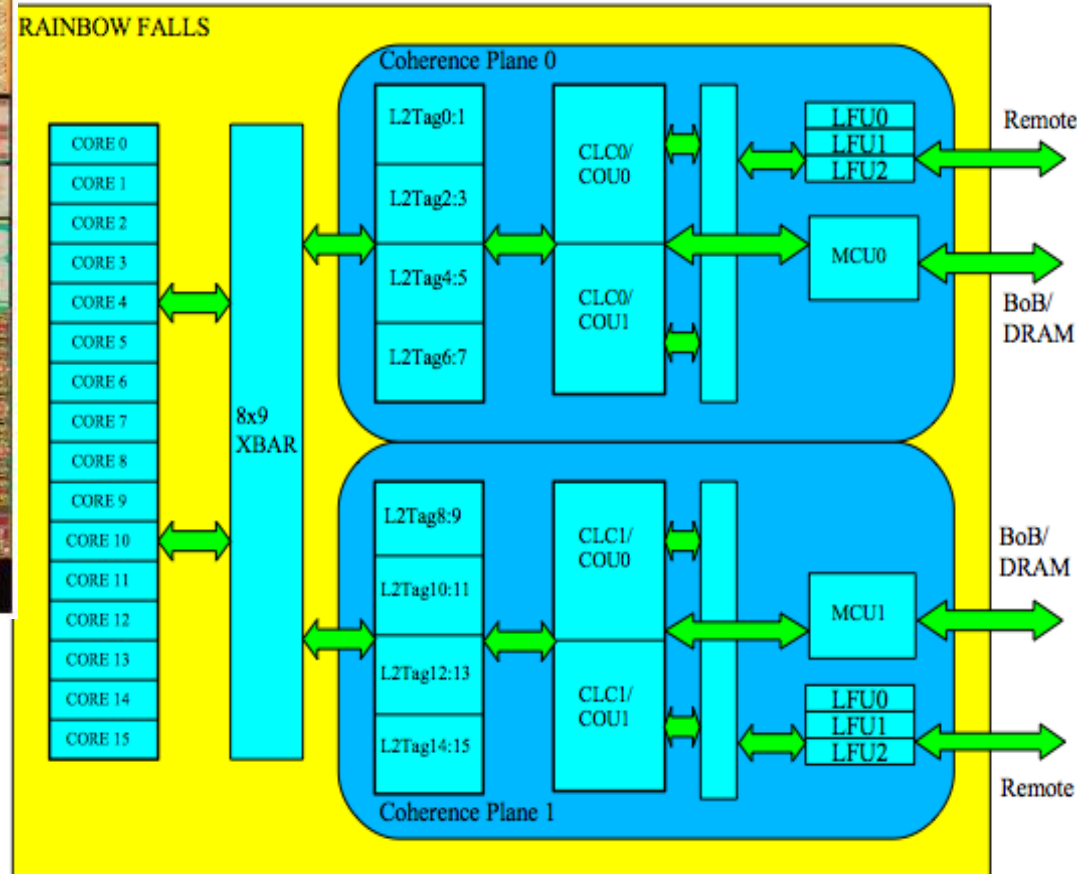 RAINBOW FALLS
CORE 0
CORE 1
CORE 2
CORE 3
CORE 4
CORE 5
CORE 6
CORE 7
CORE 8
CORE 9
CORE 10
CORE 11
CORE 12
CORE 13
CORE 14
CORE 15
8x9
XBAR
Coherence Plane 0
L2Tag0:1
L2Tag2:3
L2Tag4:5
L2Tag6:7
CLC0/
COU0
CLC0/
COU1
LFU0
LFU1
LFU2
MCU0
Remote
BoB/
DRAM
L2Tag8:9
L2Tag10:11
L2Tag12:13
L2Tag14:15
CLC1/
COU0
CLC1/
COU1
MCU1
LFU0
LFU1
LFU2
BoB/
DRAM
Remote
Coherence Plane 1